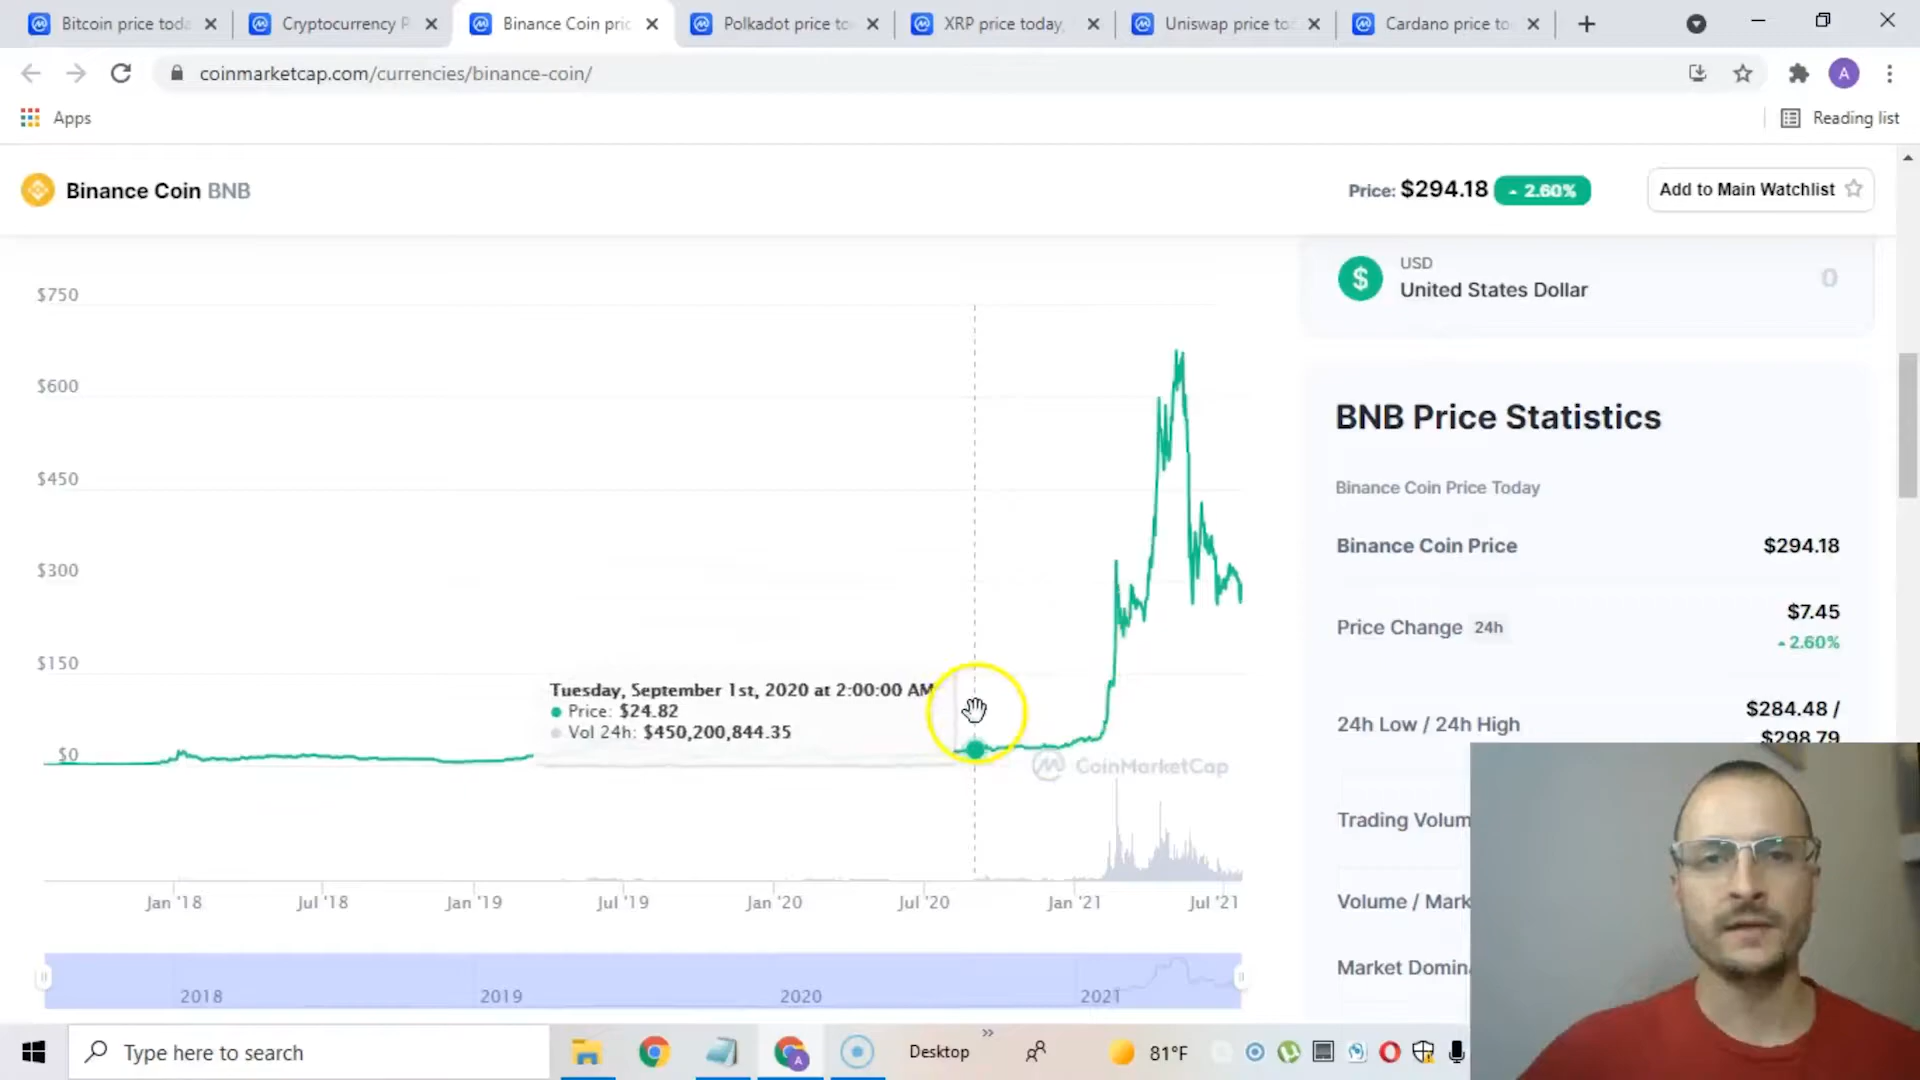 Bitcoin price toda
Cryptocurrency P
Binance Coin pric
Polkadot price to
XRP price today,
Uniswap price to
Cardano price to
coinmarketcap.com/currencies/binance-coin/
A
Apps
Reading list
Binance Coin BNB
Price: $294.18 2.60%
Add to Main Watchlist
USD
United States Dollar
0
$750
$600
$450
$300
$150
$0
Tuesday, September 1st, 2020 at 2:00:00 AM
Price: $24.82
Vol 24h: $450,200,844.35
CoinMarketCap
Jan '18
Jul '18
Jan '19
Jul '19
Jan '20
Jul '20
Jan '21
Jul '21
2018
2019
2020
2021
BNB Price Statistics
Binance Coin Price Today
Binance Coin Price
$294.18
Price Change 24h
$7.45
2.60%
24h Low / 24h High
$284.48 /
$298.79
Trading Volum
Volume / Mark
Market Domin
Type here to search
A
Desktop
81°F